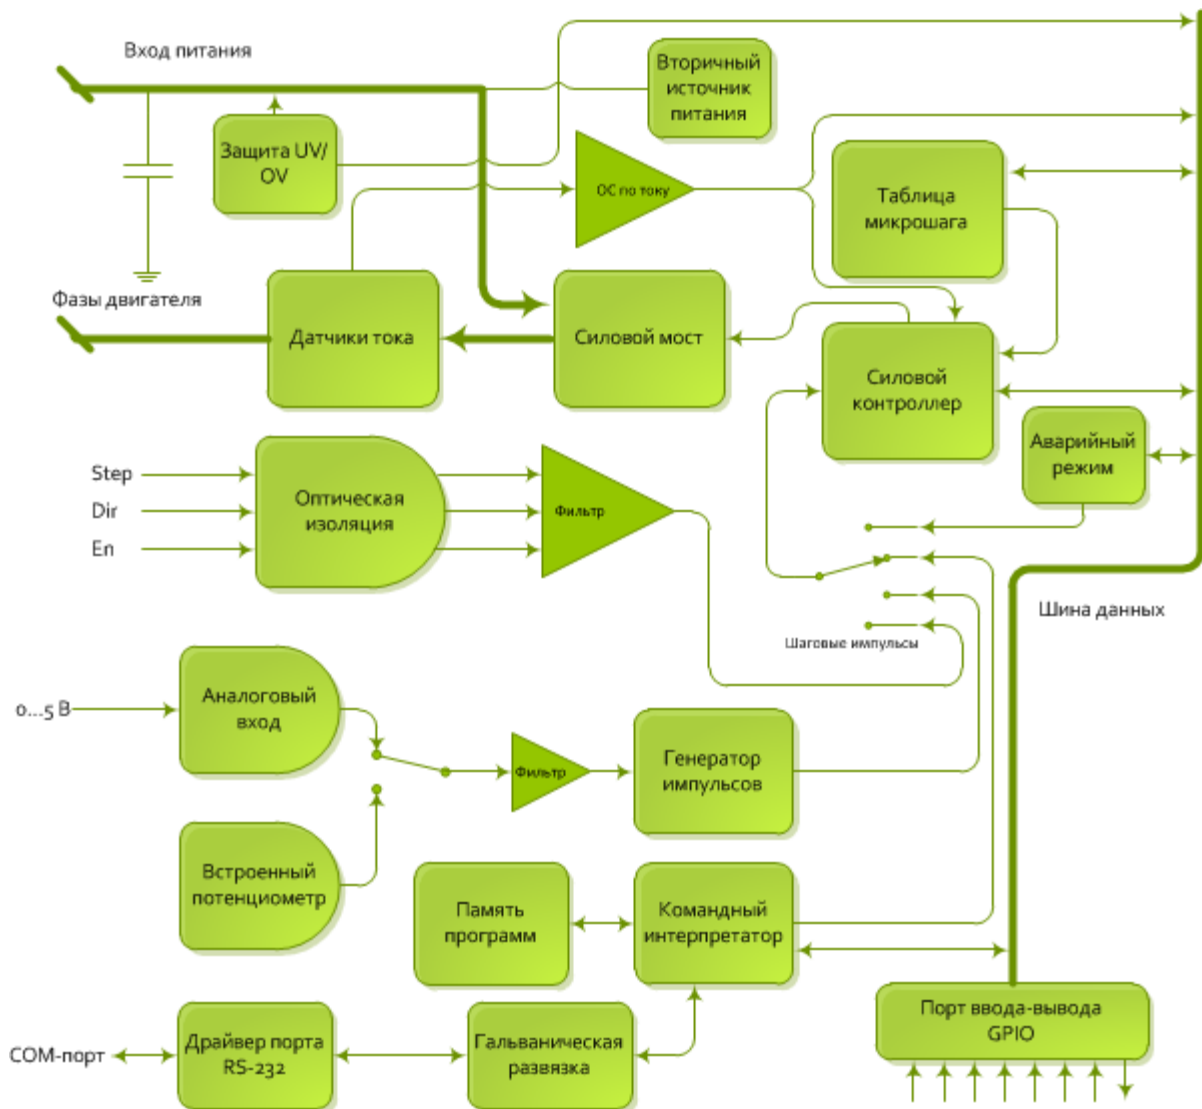 Вход питания
Вторичный
источник
питания
Защита UV/
OV
ОС по току
Таблица
микрошага
Фазы двигателя
Датчики тока
Силовой мост
Силовой
контроллер
Аварийный
режим
Step
Dir
En
Оптическая
изоляция
Фильтр
Шина данных
Шаговые импульсы
0...5 В
Аналоговый
вход
Фильтр
Генератор
импульсов
Встроенный
потенциометр
Память
программ
Командный
интерпретатор
Порт ввода-вывода
GPIO
COM-порт
Драйвер порта
RS-232
Гальваническая
развязка